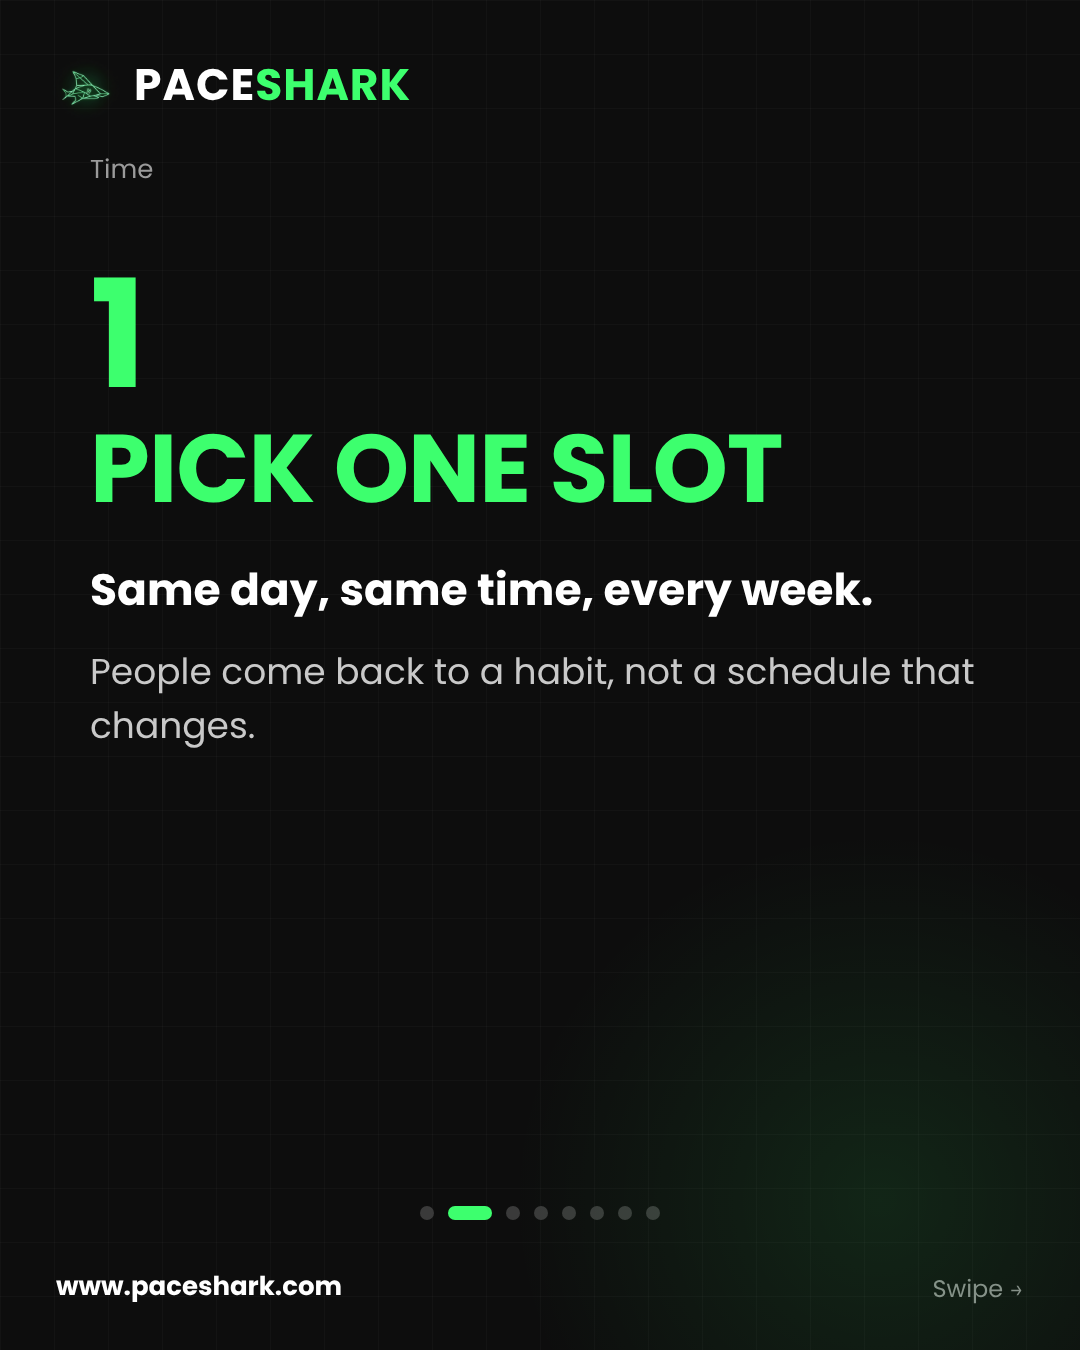 PACESHARK
Time
1
PICK ONE SLOT
Same day, same time, every week.
People come back to a habit, not a schedule that
changes.
www.paceshark.com
Swipe →